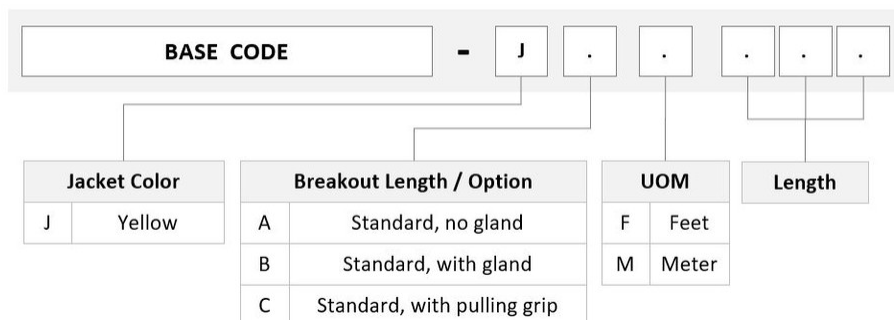 BASE CODE - J . . . . .
Jacket Color
J Yellow
Breakout Length / Option
A Standard, no gland
B Standard, with gland
C Standard, with pulling grip
UOM
F Feet
M Meter
Length